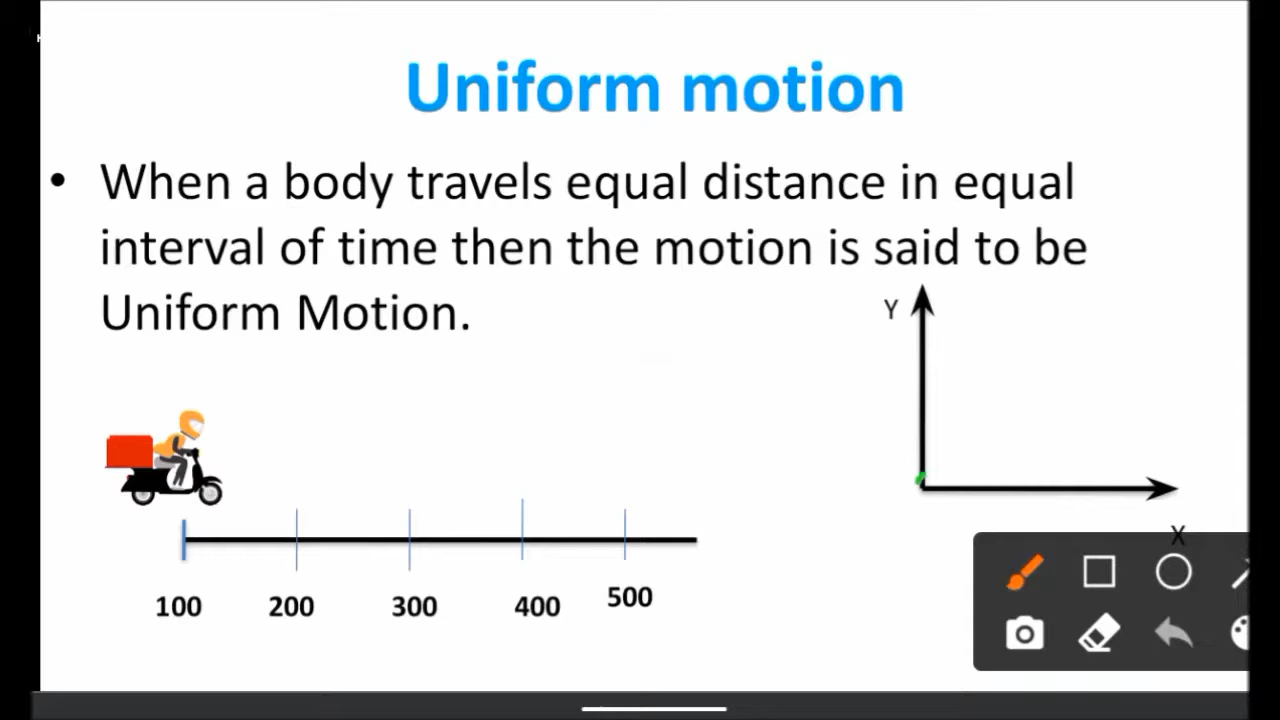 Uniform motion
• When a body travels equal distance in equal
interval of time then the motion is said to be
Uniform Motion.
Y
X
100 200 300 400 500